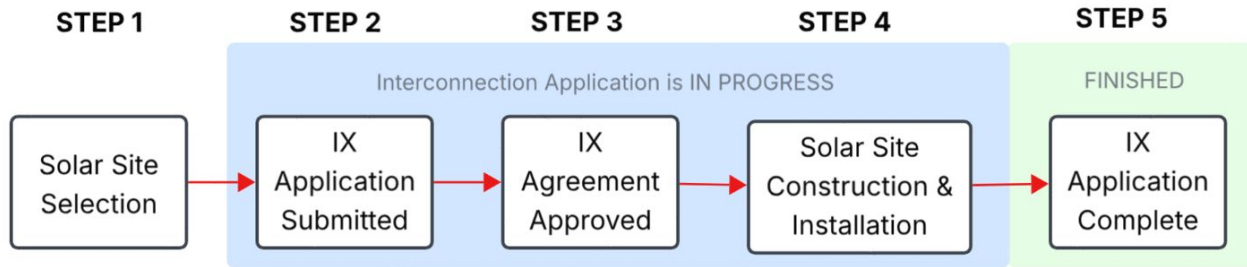 STEP 1
STEP 2
STEP 3
STEP 4
STEP 5
Interconnection Application is IN PROGRESS
FINISHED
Solar Site
Selection
IX
Application
Submitted
IX
Agreement
Approved
Solar Site
Construction &
Installation
IX
Application
Complete